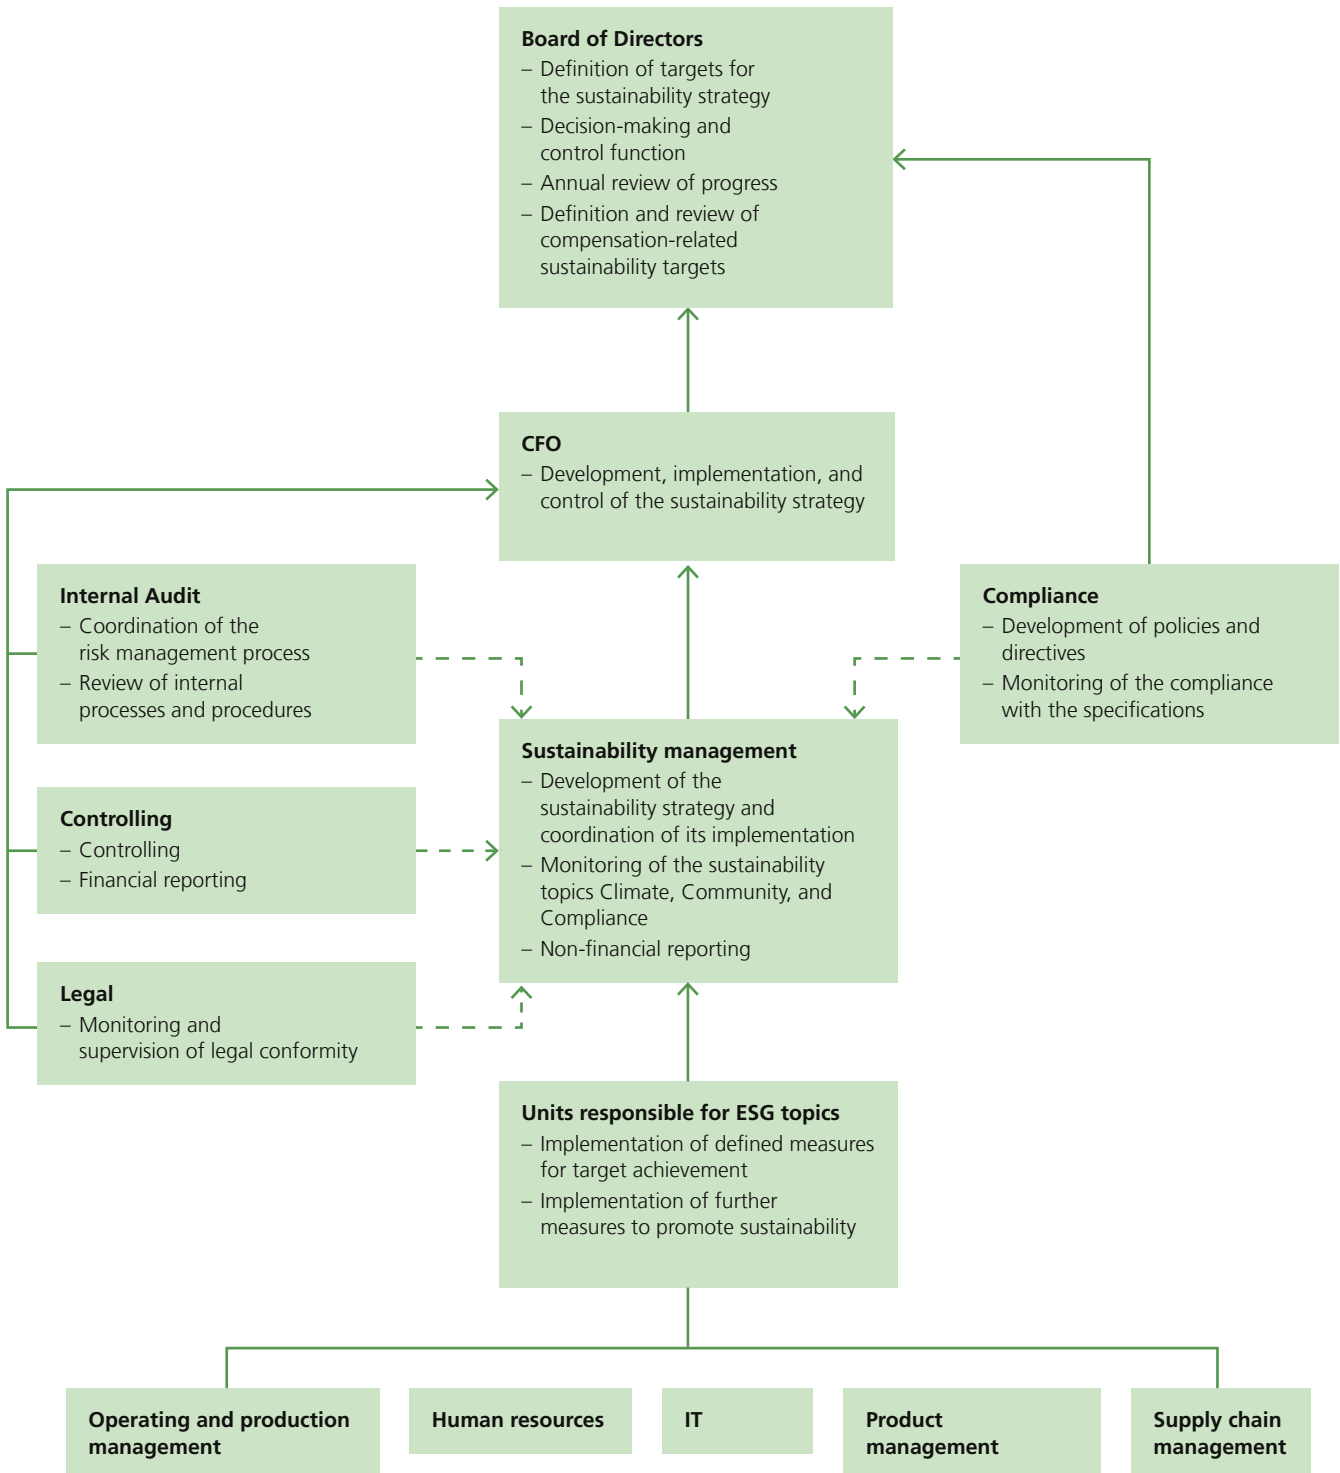 Board of Directors
– Definition of targets for
the sustainability strategy
– Decision-making and
control function
– Annual review of progress
– Definition and review of
compensation-related
sustainability targets
CFO
– Development, implementation, and
control of the sustainability strategy
Internal Audit
– Coordination of the
risk management process
– Review of internal
processes and procedures
Compliance
– Development of policies and
directives
– Monitoring of the compliance
with the specifications
Sustainability management
– Development of the
sustainability strategy and
coordination of its implementation
– Monitoring of the sustainability
topics Climate, Community, and
Compliance
– Non-financial reporting
Controlling
– Controlling
– Financial reporting
Legal
– Monitoring and
supervision of legal conformity
Units responsible for ESG topics
– Implementation of defined measures
for target achievement
– Implementation of further
measures to promote sustainability
Operating and production
management
Human resources
IT
Product
management
Supply chain
management